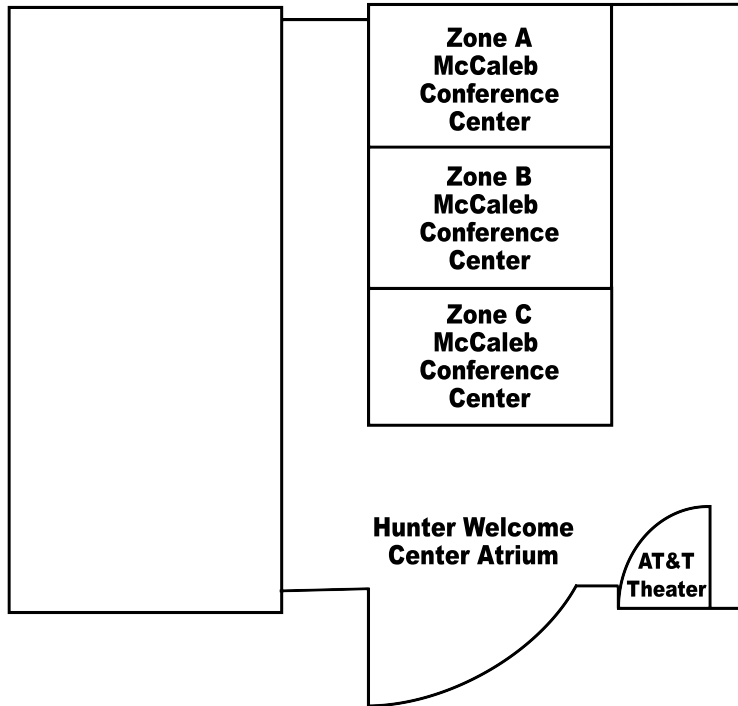 Zone A
McCaleb
Conference
Center
Zone B
McCaleb
Conference
Center
Zone C
McCaleb
Conference
Center
Hunter Welcome
Center Atrium
AT&T
Theater